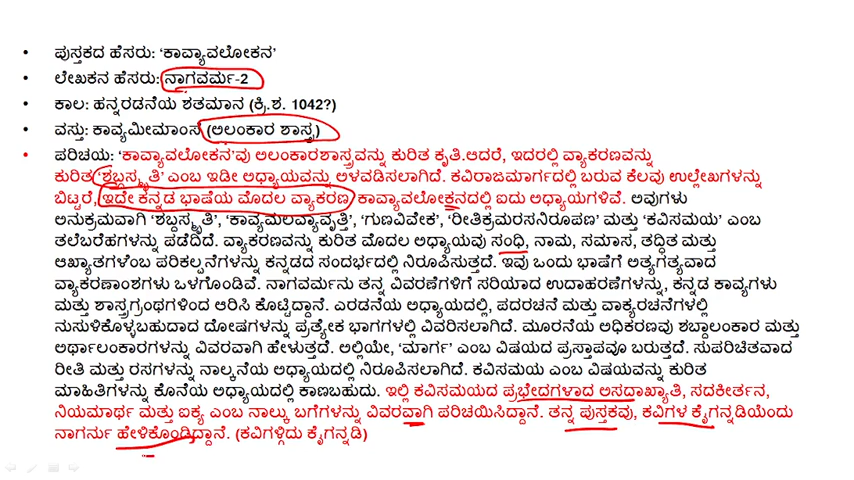 • ಪುಸ್ತಕದ ಹೆಸರು: ‘ಕಾವ್ಯಾವಲೋಕನ’
• ಲೇಖಕನ ಹೆಸರು: ನಾಗವರ್ಮ-2
• ಕಾಲ: ಹನ್ನರಡನೆಯ ಶತಮಾನ (ಕ್ರಿ.ಶ. 1042?)
• ವಸ್ತು: ಕಾವ್ಯಮೀಮಾಂಸೆ (ಅಲಂಕಾರ ಶಾಸ್ತ್ರ)
• ಪರಿಚಯ: ‘ಕಾವ್ಯಾವಲೋಕನ’ವು ಅಲಂಕಾರಶಾಸ್ತ್ರವನ್ನು ಕುರಿತ ಕೃತಿ.ಆದರೆ, ಇದರಲ್ಲಿ ವ್ಯಾಕರಣವನ್ನು
ಕುರಿತ ‘ಶಬ್ದಸ್ಮೃತಿ’ ಎಂಬ ಇಡೀ ಅಧ್ಯಾಯವನ್ನು ಅಳವಡಿಸಲಾಗಿದೆ. ಕವಿರಾಜಮಾರ್ಗದಲ್ಲಿ ಬರುವ ಕೆಲವು ಉಲ್ಲೇಖಗಳನ್ನು
ಬಿಟ್ಟರೆ, ಇದೇ ಕನ್ನಡ ಭಾಷೆಯ ಮೊದಲ ವ್ಯಾಕರಣ. ಕಾವ್ಯಾವಲೋಕ್ಕನದಲ್ಲಿ ಐದು ಅಧ್ಯಾಯಗಳಿವೆ. ಅವುಗಳು
ಅನುಕ್ರಮವಾಗಿ ‘ಶಬ್ದಸ್ಮೃತಿ’, ‘ಕಾವ್ಯಮಲವ್ಯಾವೃತ್ತಿ’, ‘ಗುಣವಿವೇಕ’, ‘ರೀತಿಕ್ರಮರಸನಿರೂಪಣ’ ಮತ್ತು ‘ಕವಿಸಮಯ’ ಎಂಬ
ತಲೆಬರೆಹಗಳನ್ನು ಪಡೆದಿದೆ. ವ್ಯಾಕರಣವನ್ನು ಕುರಿತ ಮೊದಲ ಅಧ್ಯಾಯವು ಸಂಧಿ, ನಾಮ, ಸಮಾಸ, ತದ್ಧಿತ ಮತ್ತು
ಆಖ್ಯಾತಗಳೆಂಬ ಪರಿಕಲ್ಪನೆಗಳನ್ನು ಕನ್ನಡದ ಸಂದರ್ಭದಲ್ಲಿ ನಿರೂಪಿಸುತ್ತದೆ. ಇವು ಒಂದು ಭಾಷೆಗೆ ಅತ್ಯಗತ್ಯವಾದ
ವ್ಯಾಕರಣಾಂಶಗಳು ಒಳಗೊಂಡಿವೆ. ನಾಗವರ್ಮನು ತನ್ನ ವಿವರಣೆಗಳಿಗೆ ಸರಿಯಾದ ಉದಾಹರಣೆಗಳನ್ನು, ಕನ್ನಡ ಕಾವ್ಯಗಳು
ಮತ್ತು ಶಾಸ್ತ್ರಗ್ರಂಥಗಳಿಂದ ಆರಿಸಿ ಕೊಟ್ಟಿದ್ದಾನೆ. ಎರಡನೆಯ ಅಧ್ಯಾಯದಲ್ಲಿ, ಪದರಚನೆ ಮತ್ತು ವಾಕ್ಯರಚನೆಗಳಲ್ಲಿ
ನುಸುಳಿಕೊಳ್ಳಬಹುದಾದ ದೋಷಗಳನ್ನು ಪ್ರತ್ಯೇಕ ಭಾಗಗಳಲ್ಲಿ ವಿವರಿಸಲಾಗಿದೆ. ಮೂರನೆಯ ಅಧಿಕರಣವು ಶಬ್ದಾಲಂಕಾರ ಮತ್ತು
ಅರ್ಥಾಲಂಕಾರಗಳನ್ನು ವಿವರವಾಗಿ ಹೇಳುತ್ತದೆ. ಅಲ್ಲಿಯೇ, ‘ಮಾರ್ಗ’ ಎಂಬ ವಿಷಯದ ಪ್ರಸ್ತಾಪವೂ ಬರುತ್ತದೆ. ಸುಪರಿಚಿತವಾದ
ರೀತಿ ಮತ್ತು ರಸಗಳನ್ನು ನಾಲ್ಕನೆಯ ಅಧ್ಯಾಯದಲ್ಲಿ ನಿರೂಪಿಸಲಾಗಿದೆ. ಕವಿಸಮಯ ಎಂಬ ವಿಷಯವನ್ನು ಕುರಿತ
ಮಾಹಿತಿಗಳನ್ನು ಕೊನೆಯ ಅಧ್ಯಾಯದಲ್ಲಿ ಕಾಣಬಹುದು. ಇಲ್ಲಿ ಕವಿಸಮಯದ ಪ್ರಭೇದಗಳಾದ ಅಸದಾಖ್ಯಾತಿ, ಸದಕೀರ್ತನ,
ನಿಯಮಾರ್ಥ ಮತ್ತು ಐಕ್ಯ ಎಂಬ ನಾಲ್ಕು ಬಗೆಗಳನ್ನು ವಿವರವಾಗಿ ಪರಿಚಯಿಸಿದ್ದಾನೆ. ತನ್ನ ಪುಸ್ತಕವು, ಕವಿಗಳ ಕೈಗನ್ನಡಿಯೆಂದು
ನಾಗರ್ನು ಹೇಳಿಕೊಂಡಿದ್ದಾನೆ. (ಕವಿಗಳ್ಗಿದು ಕೈಗನ್ನಡಿ)